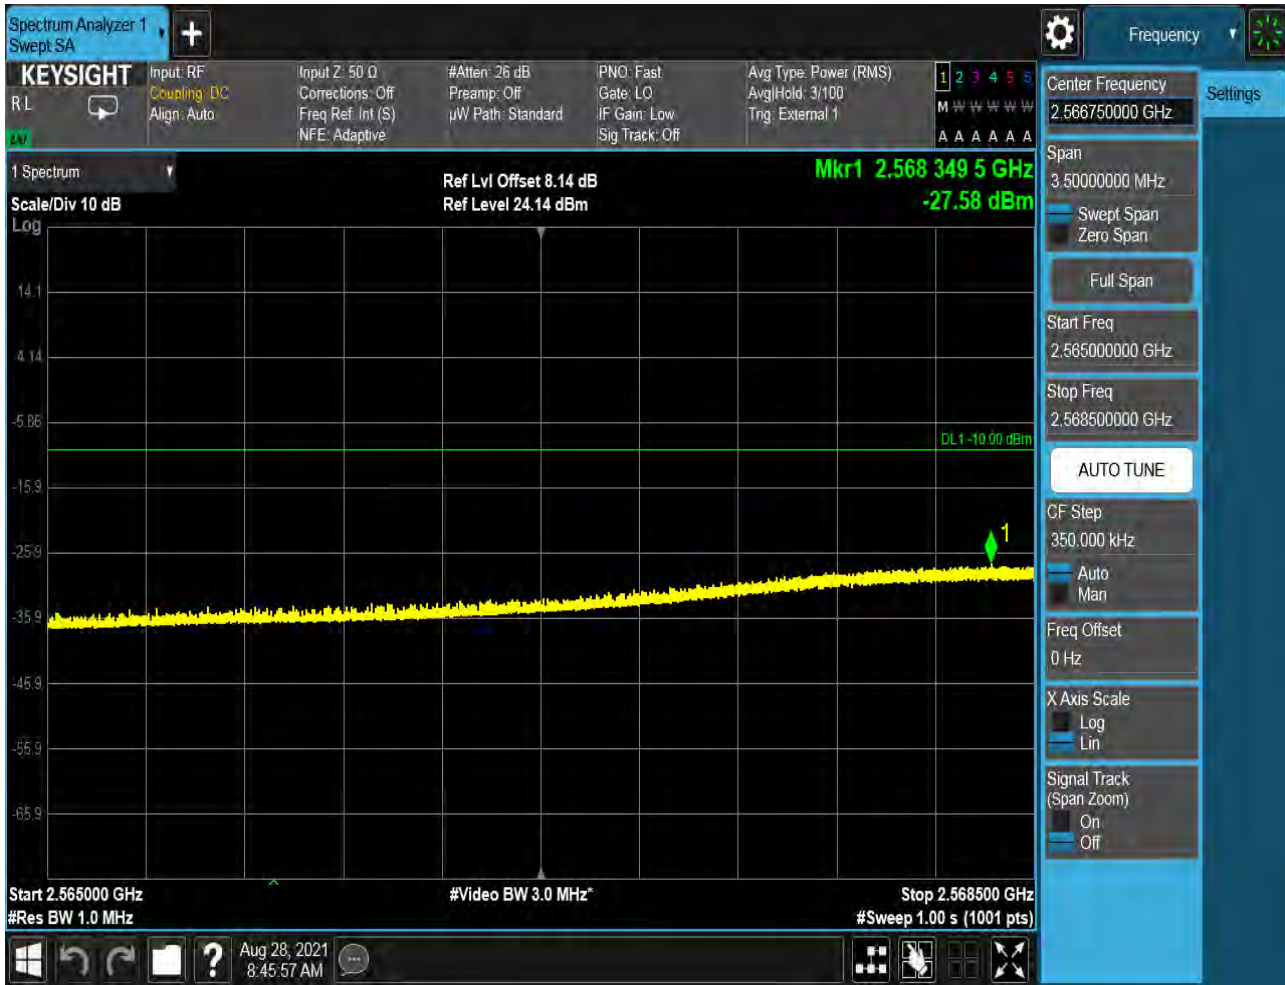 Spectrum Analyzer 1
Swept SA
Frequency
KEYSIGHT
R L
LNI
Input: RF
Coupling: DC
Align: Auto
Input Z: 50 Ω
Corrections: Off
Freq Ref: Int (S)
NFE: Adaptive
#Atten: 26 dB
Preamp: Off
µW Path: Standard
PNO: Fast
Gate: LO
IF Gain: Low
Sig Track: Off
Avg Type: Power (RMS)
Avg|Hold: 3/100
Trig: External 1
1 2 3 4 5 6
M W W W W W
A A A A A A
1 Spectrum
Scale/Div 10 dB
Log
Ref Lvl Offset 8.14 dB
Ref Level 24.14 dBm
Mkr1 2.568 349 5 GHz
-27.58 dBm
14.1
4.14
-5.86
-15.9
-25.9
-35.9
-45.9
-55.9
-65.9
DL1 -10.00 dBm
1
Start 2.565000 GHz
#Res BW 1.0 MHz
#Video BW 3.0 MHz*
Stop 2.568500 GHz
#Sweep 1.00 s (1001 pts)
Center Frequency
2.566750000 GHz
Settings
Span
3.50000000 MHz
Swept Span
Zero Span
Full Span
Start Freq
2.565000000 GHz
Stop Freq
2.568500000 GHz
AUTO TUNE
CF Step
350.000 kHz
Auto
Man
Freq Offset
0 Hz
X Axis Scale
Log
Lin
Signal Track
(Span Zoom)
On
Off
?
Aug 28, 2021
8:45:57 AM